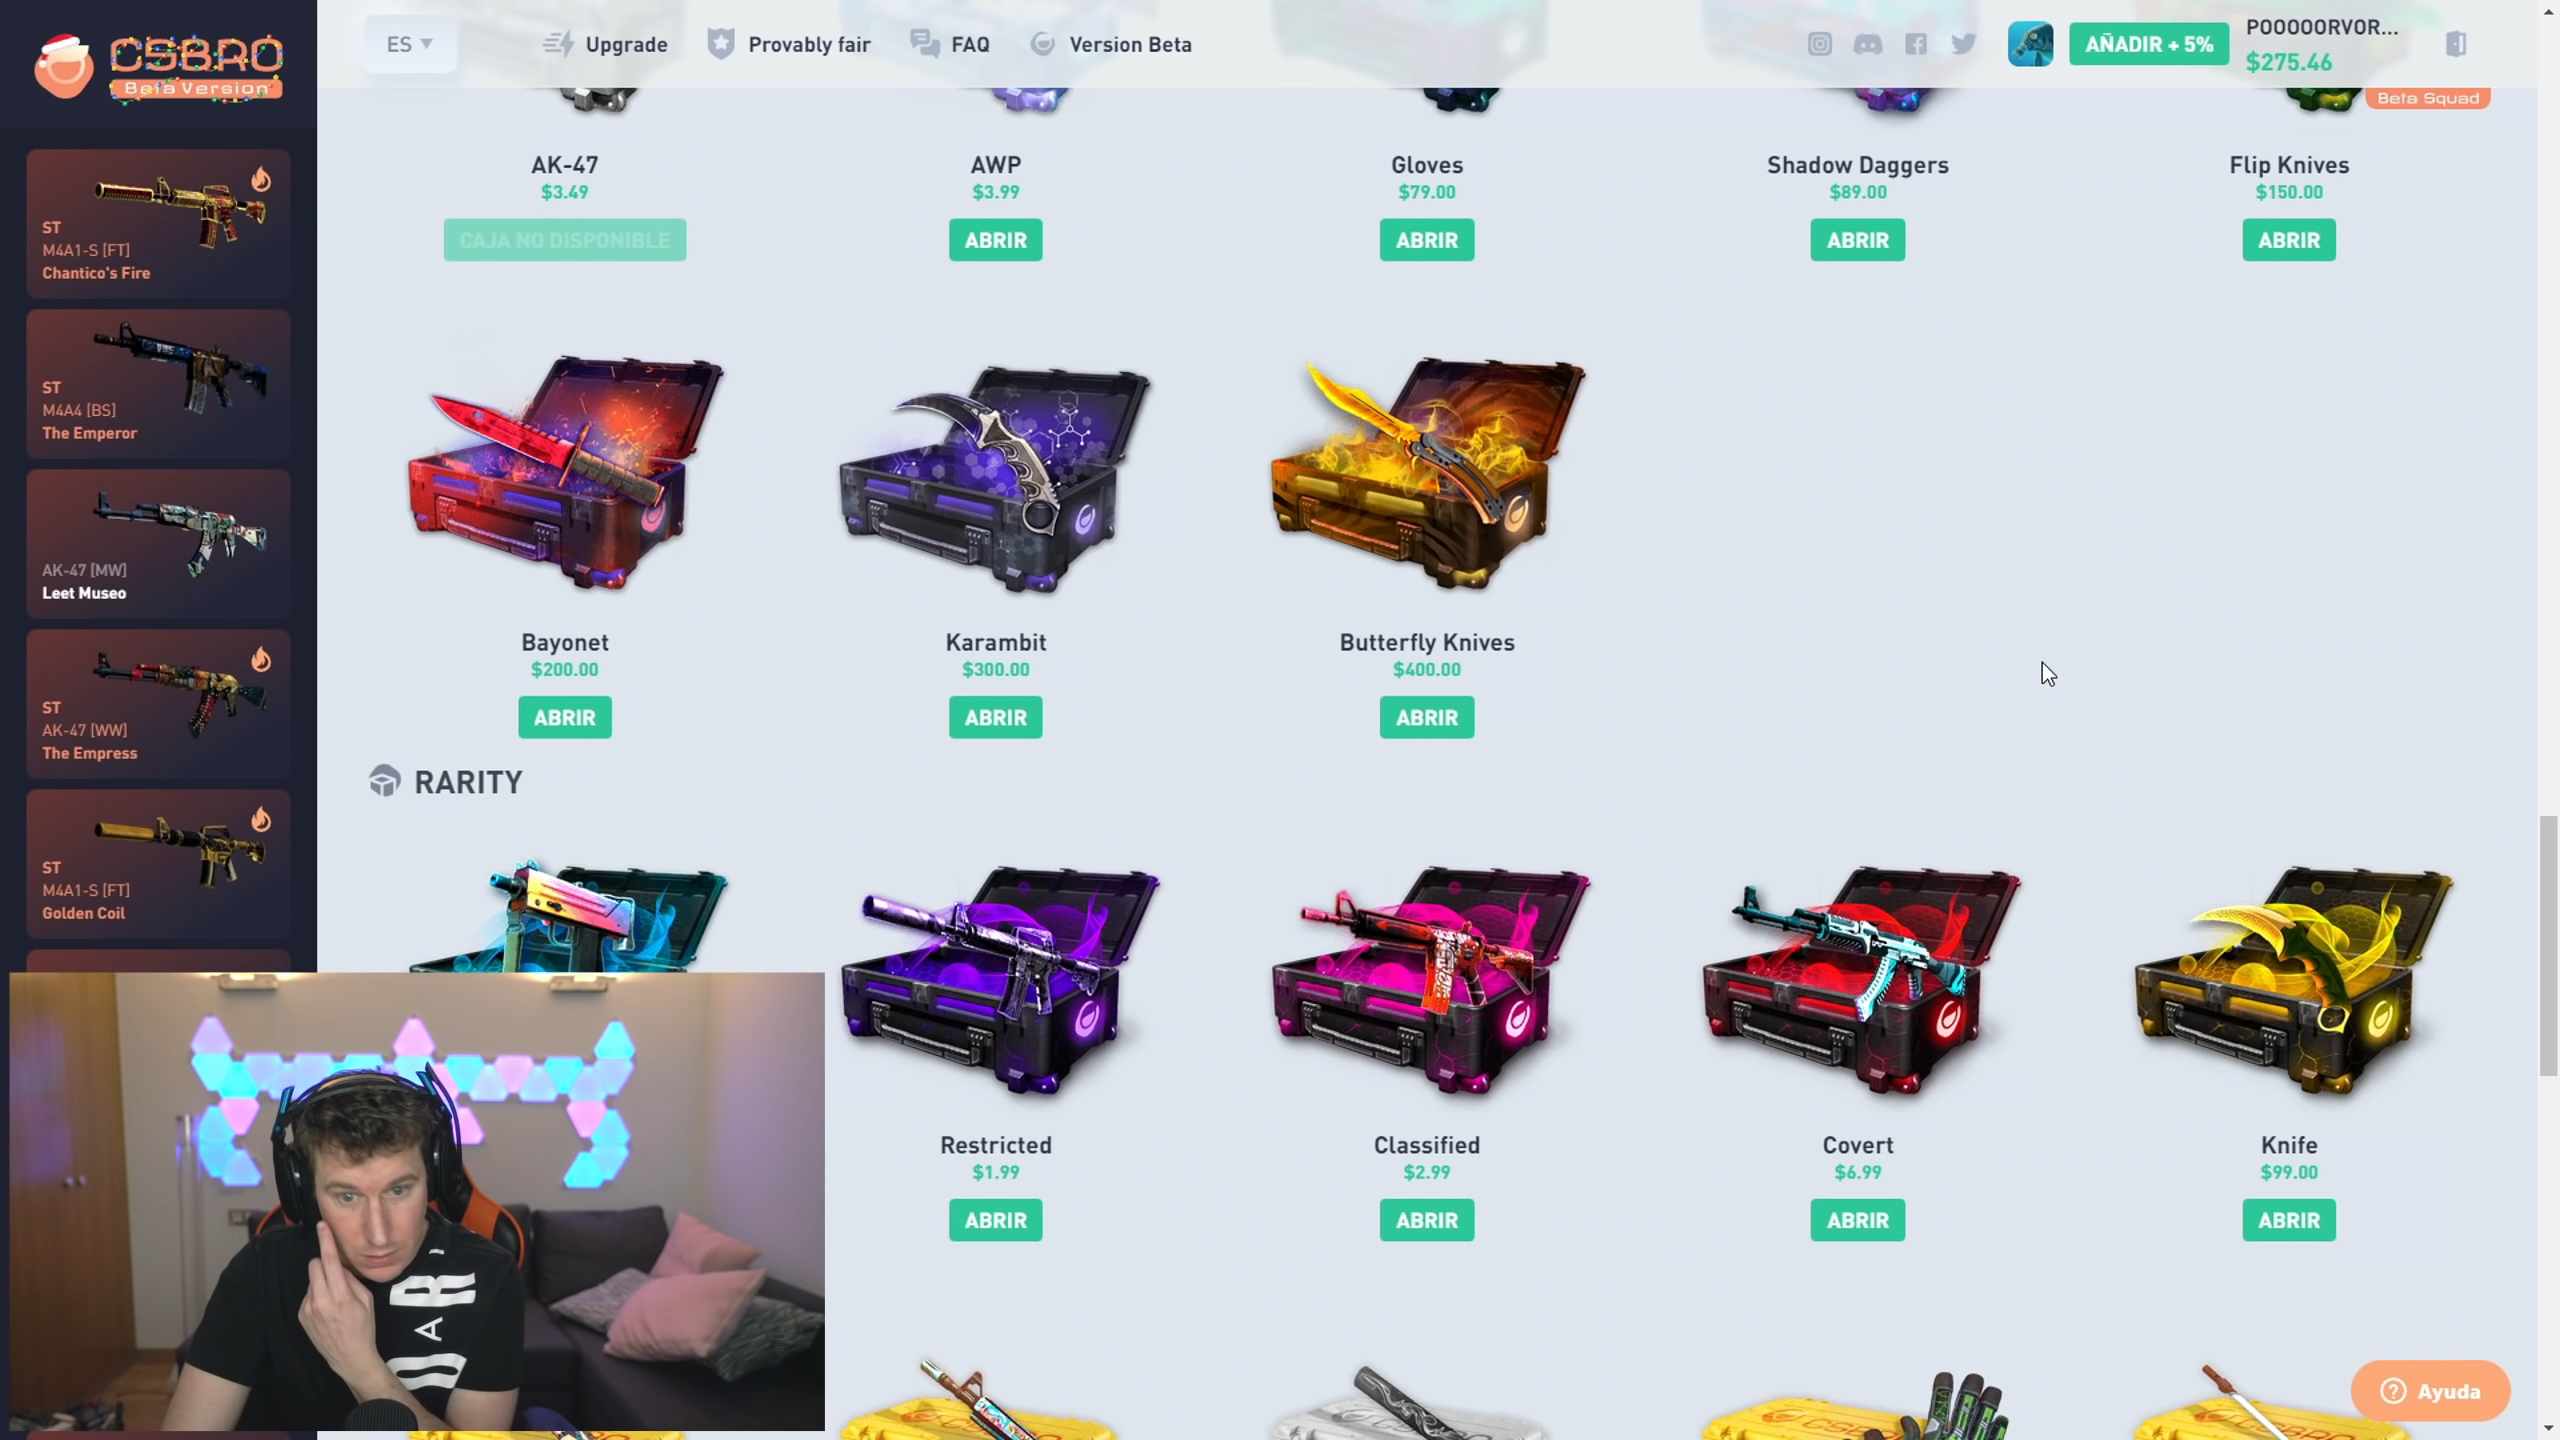 CSBRO
Beta Version
ES
Upgrade
Provably fair
FAQ
Version Beta
AÑADIR + 5%
POOOOORVOR...
$275.46
Beta Squad
ST
M4A1-S [FT]
Chantico's Fire
ST
M4A4 [BS]
The Emperor
AK-47 [MW]
Leet Museo
ST
AK-47 [WW]
The Empress
ST
M4A1-S [FT]
Golden Coil
AK-47
$3.49
CAJA NO DISPONIBLE
AWP
$3.99
ABRIR
Gloves
$79.00
ABRIR
Shadow Daggers
$89.00
ABRIR
Flip Knives
$150.00
ABRIR
Bayonet
$200.00
ABRIR
Karambit
$300.00
ABRIR
Butterfly Knives
$400.00
ABRIR
RARITY
Restricted
$1.99
ABRIR
Classified
$2.99
ABRIR
Covert
$6.99
ABRIR
Knife
$99.00
ABRIR
Ayuda